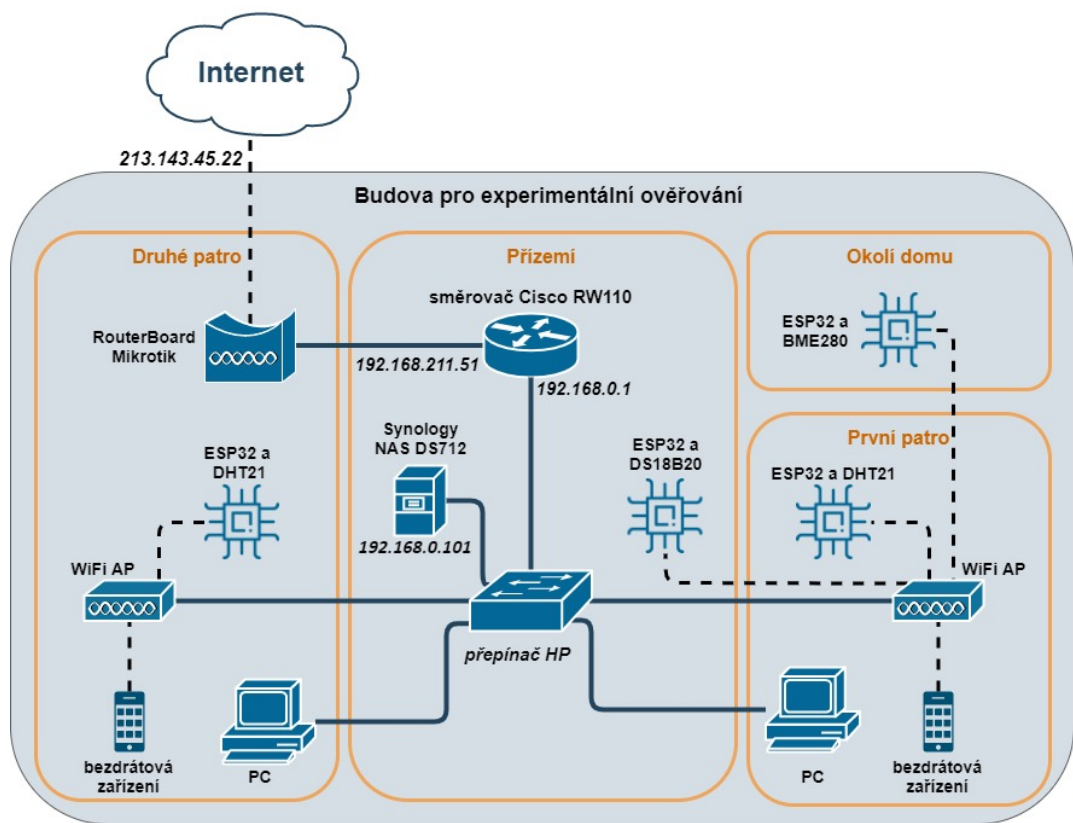 Internet
213.143.45.22
Budova pro experimentální ověřování
Druhé patro
RouterBoard
Mikrotik
ESP32 a
DHT21
WiFi AP
bezdrátová
zařízení
PC
Přízemí
směrovač Cisco RW110
192.168.211.51
192.168.0.1
Synology
NAS DS712
192.168.0.101
ESP32 a
DS18B20
přepínač HP
Okolí domu
ESP32 a
BME280
První patro
ESP32 a DHT21
WiFi AP
PC
bezdrátová
zařízení